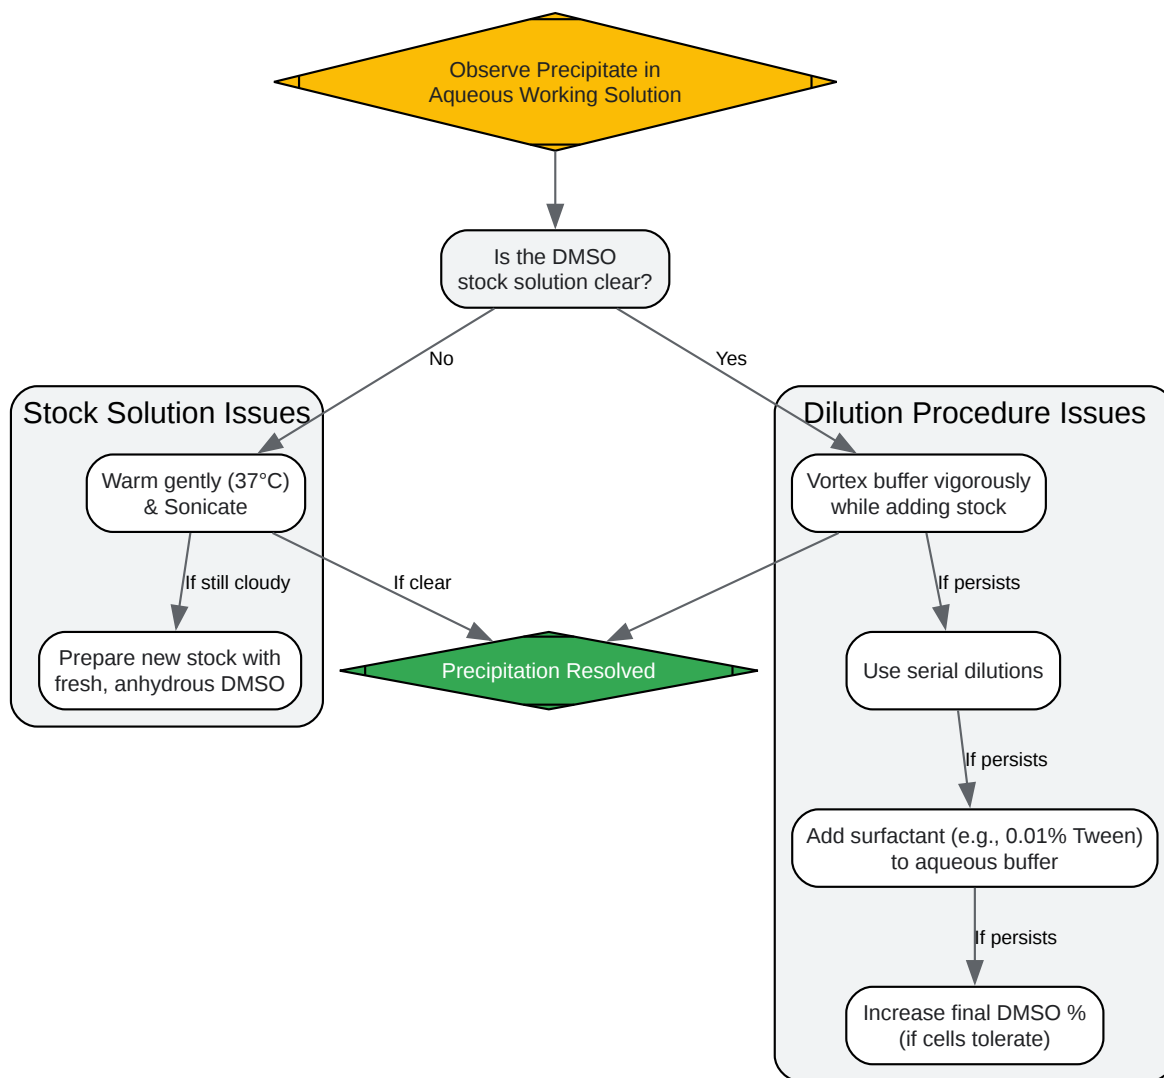 Observe Precipitate in
Aqueous Working Solution
Is the DMSO
stock solution clear?
No
Yes
Stock Solution Issues
Warm gently (37°C)
& Sonicate
If still cloudy
If clear
Prepare new stock with
fresh, anhydrous DMSO
Precipitation Resolved
Dilution Procedure Issues
Vortex buffer vigorously
while adding stock
If persists
Use serial dilutions
If persists
Add surfactant (e.g., 0.01% Tween)
to aqueous buffer
If persists
Increase final DMSO %
(if cells tolerate)